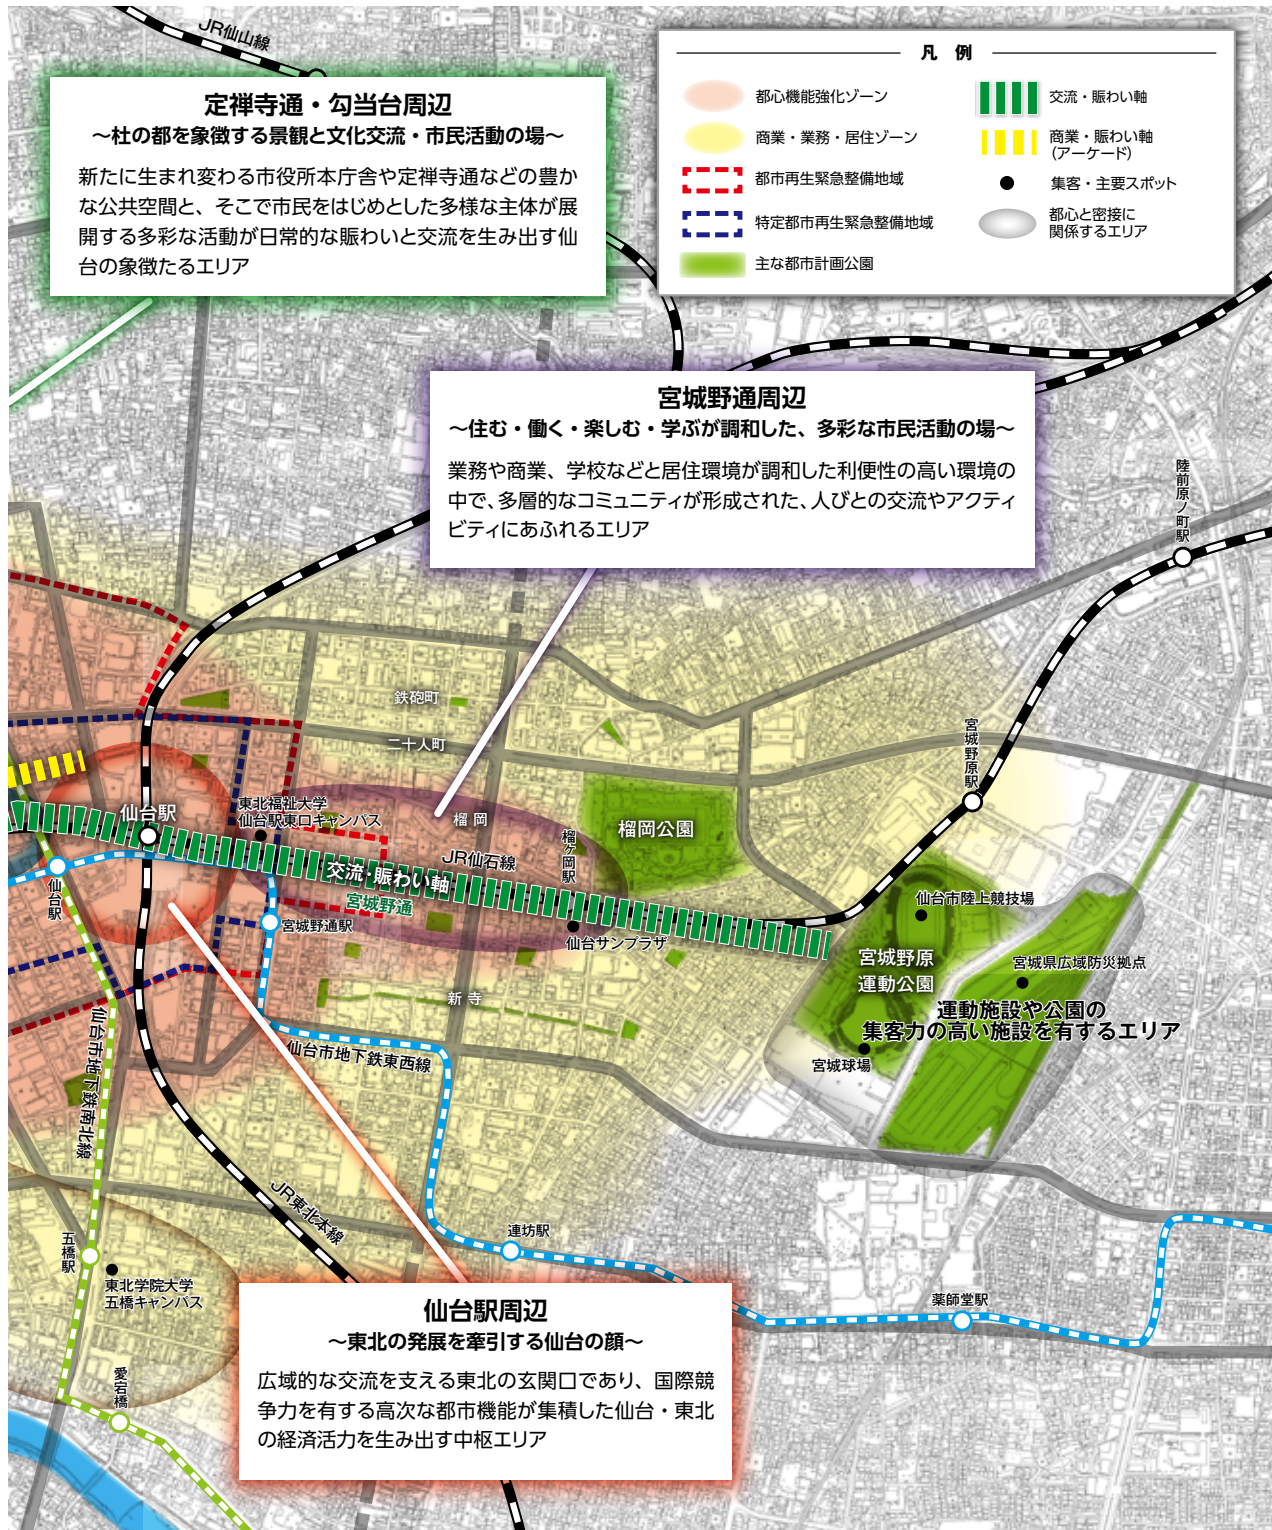 JR仙山線
定禅寺通・勾当台周辺
～杜の都を象徴する景観と文化交流・市民活動の場～
新たに生まれ変わる市役所本庁舎や定禅寺通などの豊か
な公共空間と、そこで市民をはじめとした多様な主体が展
開する多彩な活動が日常的な賑わいと交流を生み出す仙
台の象徴たるエリア
凡 例
都心機能強化ゾーン
商業・業務・居住ゾーン
都市再生緊急整備地域
特定都市再生緊急整備地域
主な都市計画公園
交流・賑わい軸
商業・賑わい軸
(アーケード)
集客・主要スポット
都心と密接に
関係するエリア
宮城野通周辺
～住む・働く・楽しむ・学ぶが調和した、多彩な市民活動の場～
業務や商業、学校などと居住環境が調和した利便性の高い環境の
中で、多層的なコミュニティが形成された、人びとの交流やアクティ
ビティにあふれるエリア
陸前原ノ町駅
鉄砲町
二十人町
宮城野原駅
仙台駅
東北福祉大学
仙台駅東口キャンパス
榴岡
榴ヶ岡駅
榴岡公園
JR仙石線
交流・賑わい軸
宮城野通
仙台駅
宮城野通駅
仙台サンプラザ
仙台市陸上競技場
宮城野原
運動公園
宮城県広域防災拠点
運動施設や公園の
集客力の高い施設を有するエリア
宮城球場
新寺
仙台市地下鉄東西線
仙台市地下鉄南北線
JR東北本線
五橋駅
東北学院大学
五橋キャンパス
連坊駅
薬師堂駅
愛宕橋
仙台駅周辺
～東北の発展を牽引する仙台の顔～
広域的な交流を支える東北の玄関口であり、国際競
争力を有する高次な都市機能が集積した仙台・東北
の経済活力を生み出す中枢エリア